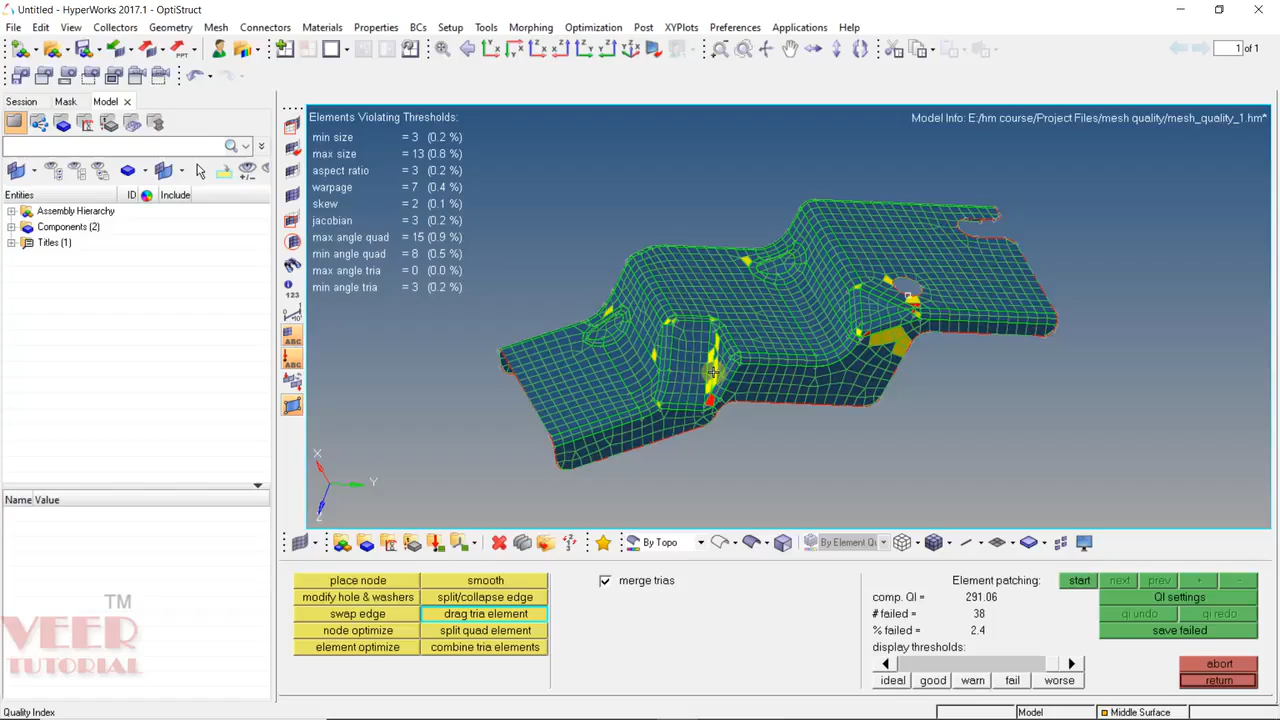 Untitled - HyperWorks 2017.1 - OptiStruct
File Edit View Collectors Geometry Mesh Connectors Materials Properties BCs Setup Tools Morphing Optimization Post XYPlots Preferences Applications Help
1 of 1
Session Mask Model
Entities ID Include
Assembly Hierarchy
Components (2)
Titles (1)
Name Value
Elements Violating Thresholds:
min size = 3 (0.2 %)
max size = 13 (0.8 %)
aspect ratio = 3 (0.2 %)
warpage = 7 (0.4 %)
skew = 2 (0.1 %)
jacobian = 3 (0.2 %)
max angle quad = 15 (0.9 %)
min angle quad = 8 (0.5 %)
max angle tria = 0 (0.0 %)
min angle tria = 3 (0.2 %)
Model Info: E:/hm course/Project Files/mesh quality/mesh_quality_1.hm*
123
ABC
ABC
X
Y
Z
By Topo
By Element Qu
place node smooth
modify hole & washers split/collapse edge
swap edge drag tria element
node optimize split quad element
element optimize combine tria elements
merge trias
Element patching: start next prev + -
comp. QI = 291.06 QI settings
# failed = 38 qi undo qi redo
% failed = 2.4 save failed
display thresholds:
ideal good warn fail worse
abort
return
TM
VEER
TUTORIAL
Quality Index
Model
Middle Surface